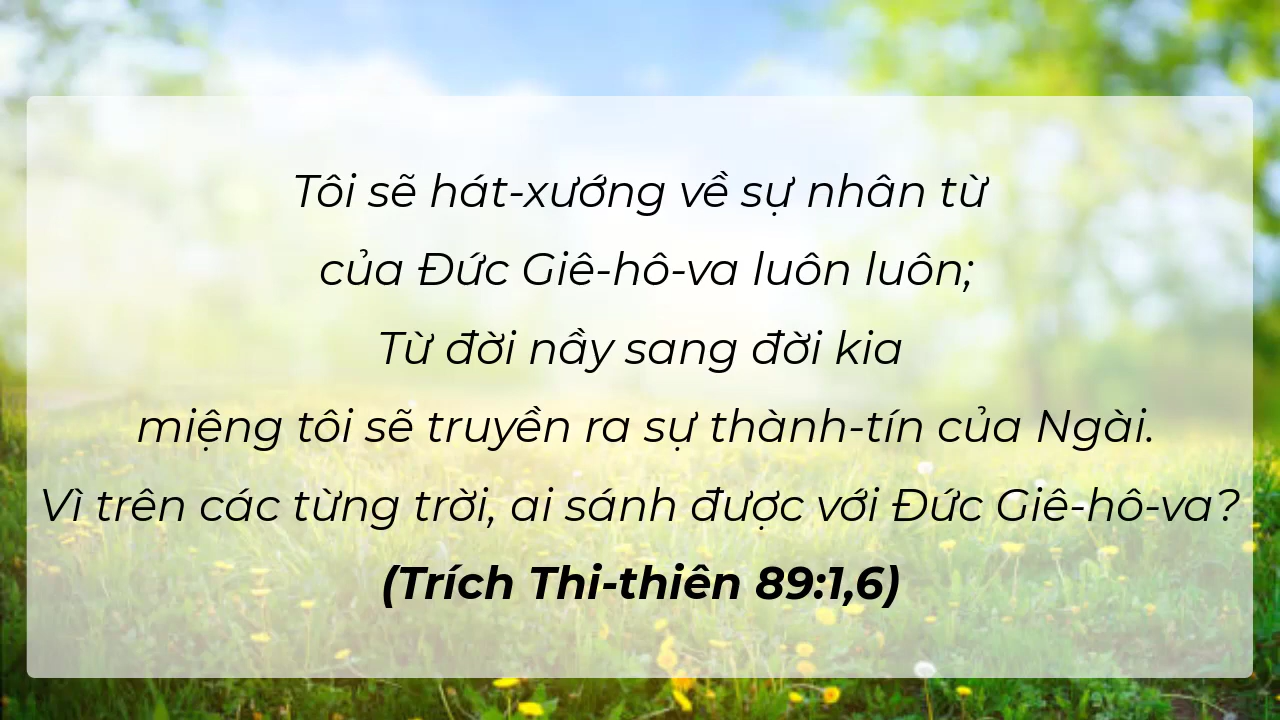 Tôi sẽ hát-xướng về sự nhân từ
của Đức Giê-hô-va luôn luôn;
Từ đời nầy sang đời kia
miệng tôi sẽ truyền ra sự thành-tín của Ngài.
Vì trên các từng trời, ai sánh được với Đức Giê-hô-va?
(Trích Thi-thiên 89:1,6)